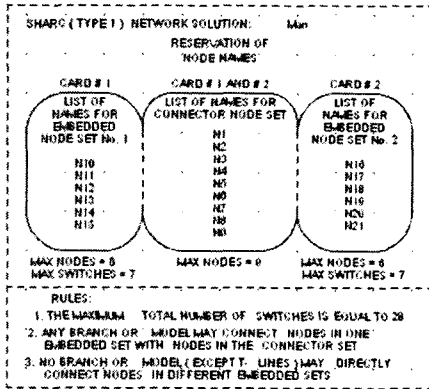 SHARC (TYPE 1) NETWORK SOLUTION:
RESERVATION OF
NODE NAMES
CARD # 1 CARD # 1 AND # 2 CARD # 2
LIST OF
NAMES FOR
EMBEDDED
NODE SET No. 1
N10
N11
N12
N13
N14
N15
LIST OF NAMES FOR
CONNECTOR NODE SET
N1
N2
N3
N4
N5
N6
N7
N8
N9
LIST OF
NAMES FOR
EMBEDDED
NODE SET No. 2
N16
N17
N18
N19
N20
N21
MAX NODES = 6
MAX SWITCHES = 7
MAX NODES = 9
MAX NODES = 6
MAX SWITCHES = 7
RULES:
1. THE MAXIMUM TOTAL NUMBER OF SWITCHES IS EQUAL TO 28
2. ANY BRANCH OR MODEL MAY CONNECT NODES IN ONE
EMBEDDED SET WITH NODES IN THE CONNECTOR SET
3. NO BRANCH OR MODEL (EXCEPT T- LINES) MAY DIRECTLY
CONNECT NODES IN DIFFERENT EMBEDDED SETS